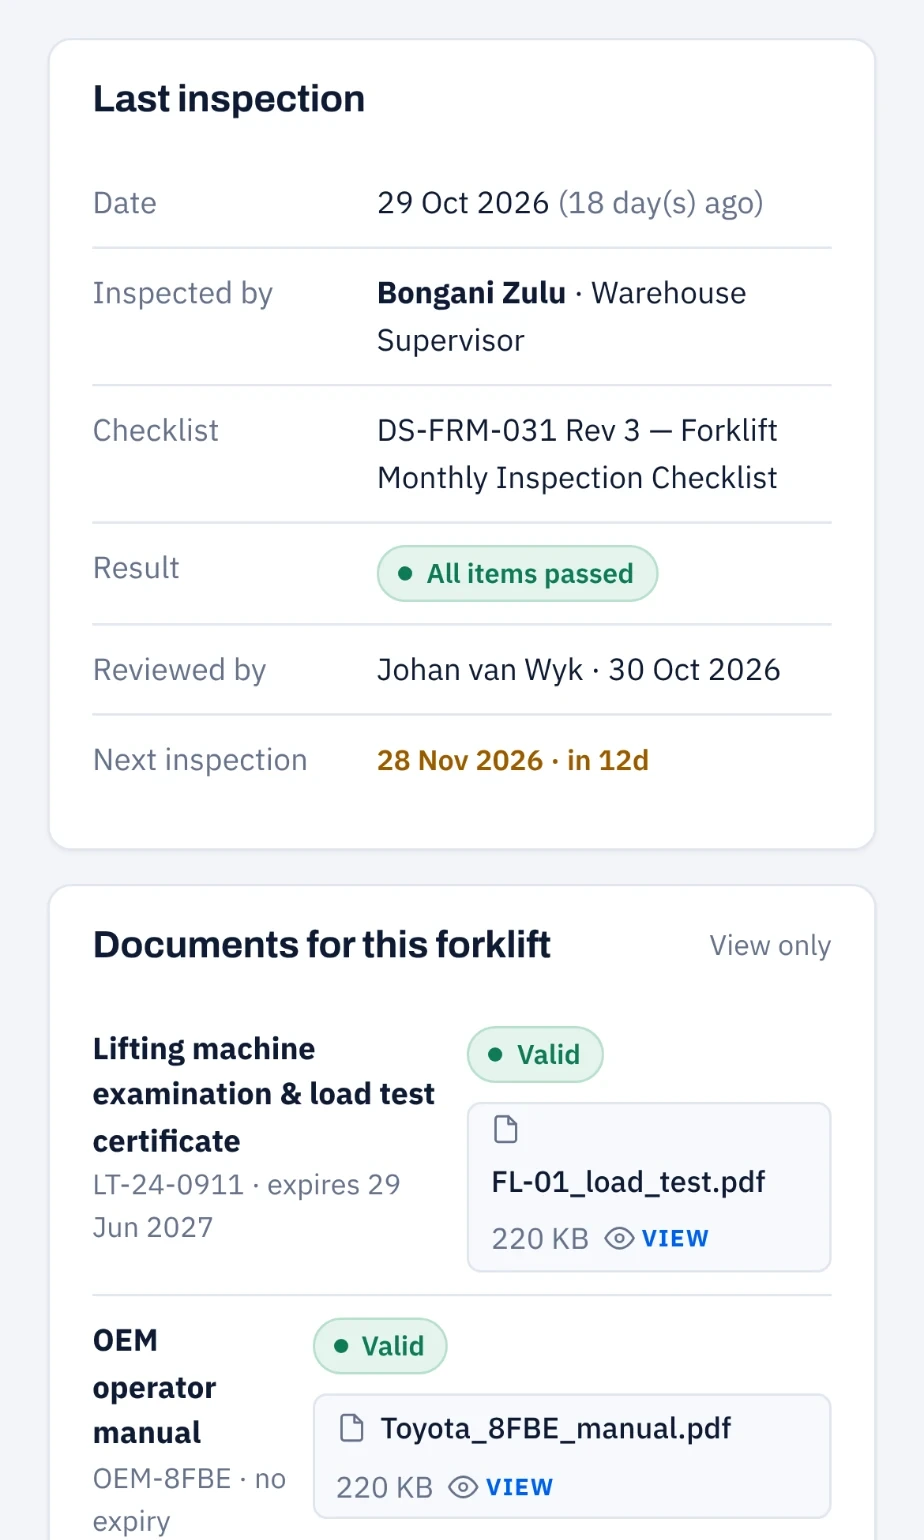 Last inspection
Date
29 Oct 2026 (18 day(s) ago)
Inspected by
Bongani Zulu · Warehouse
Supervisor
Checklist
DS-FRM-031 Rev 3 — Forklift
Monthly Inspection Checklist
Result
All items passed
Reviewed by
Johan van Wyk · 30 Oct 2026
Next inspection
28 Nov 2026 · in 12d
Documents for this forklift
View only
Lifting machine
examination & load test
certificate
LT-24-0911 · expires 29
Jun 2027
Valid
FL-01_load_test.pdf
220 KB VIEW
OEM
operator
manual
OEM-8FBE · no
expiry
Valid
Toyota_8FBE_manual.pdf
220 KB VIEW